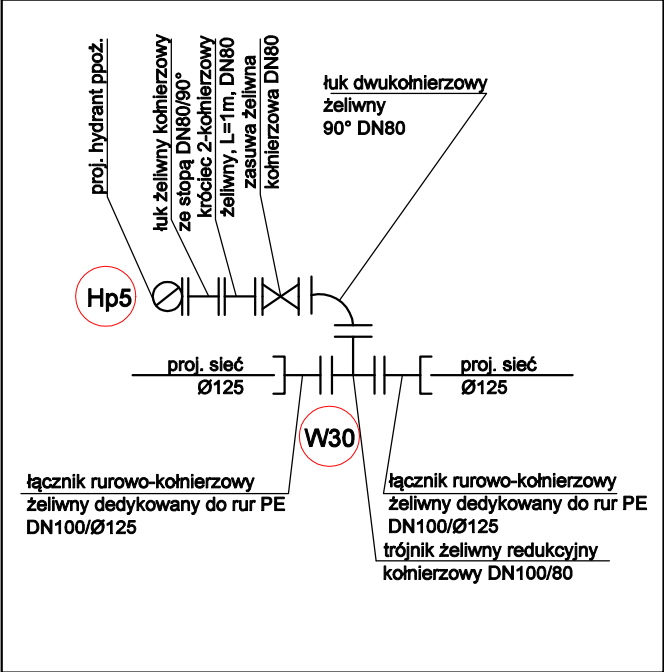 proj. hydrant ppoż.
łuk żeliwny kołnierzowy
ze stopą DN80/90°
króciec 2-kołnierzowy
żeliwny, L=1m, DN80
zasuwa żeliwna
kołnierzowa DN80
łuk dwukołnierzowy
żeliwny
90° DN80
Hp5
proj. sieć
Ø125
proj. sieć
Ø125
W30
łącznik rurowo-kołnierzowy
żeliwny dedykowany do rur PE
DN100/Ø125
łącznik rurowo-kołnierzowy
żeliwny dedykowany do rur PE
DN100/Ø125
trójnik żeliwny redukcyjny
kołnierzowy DN100/80